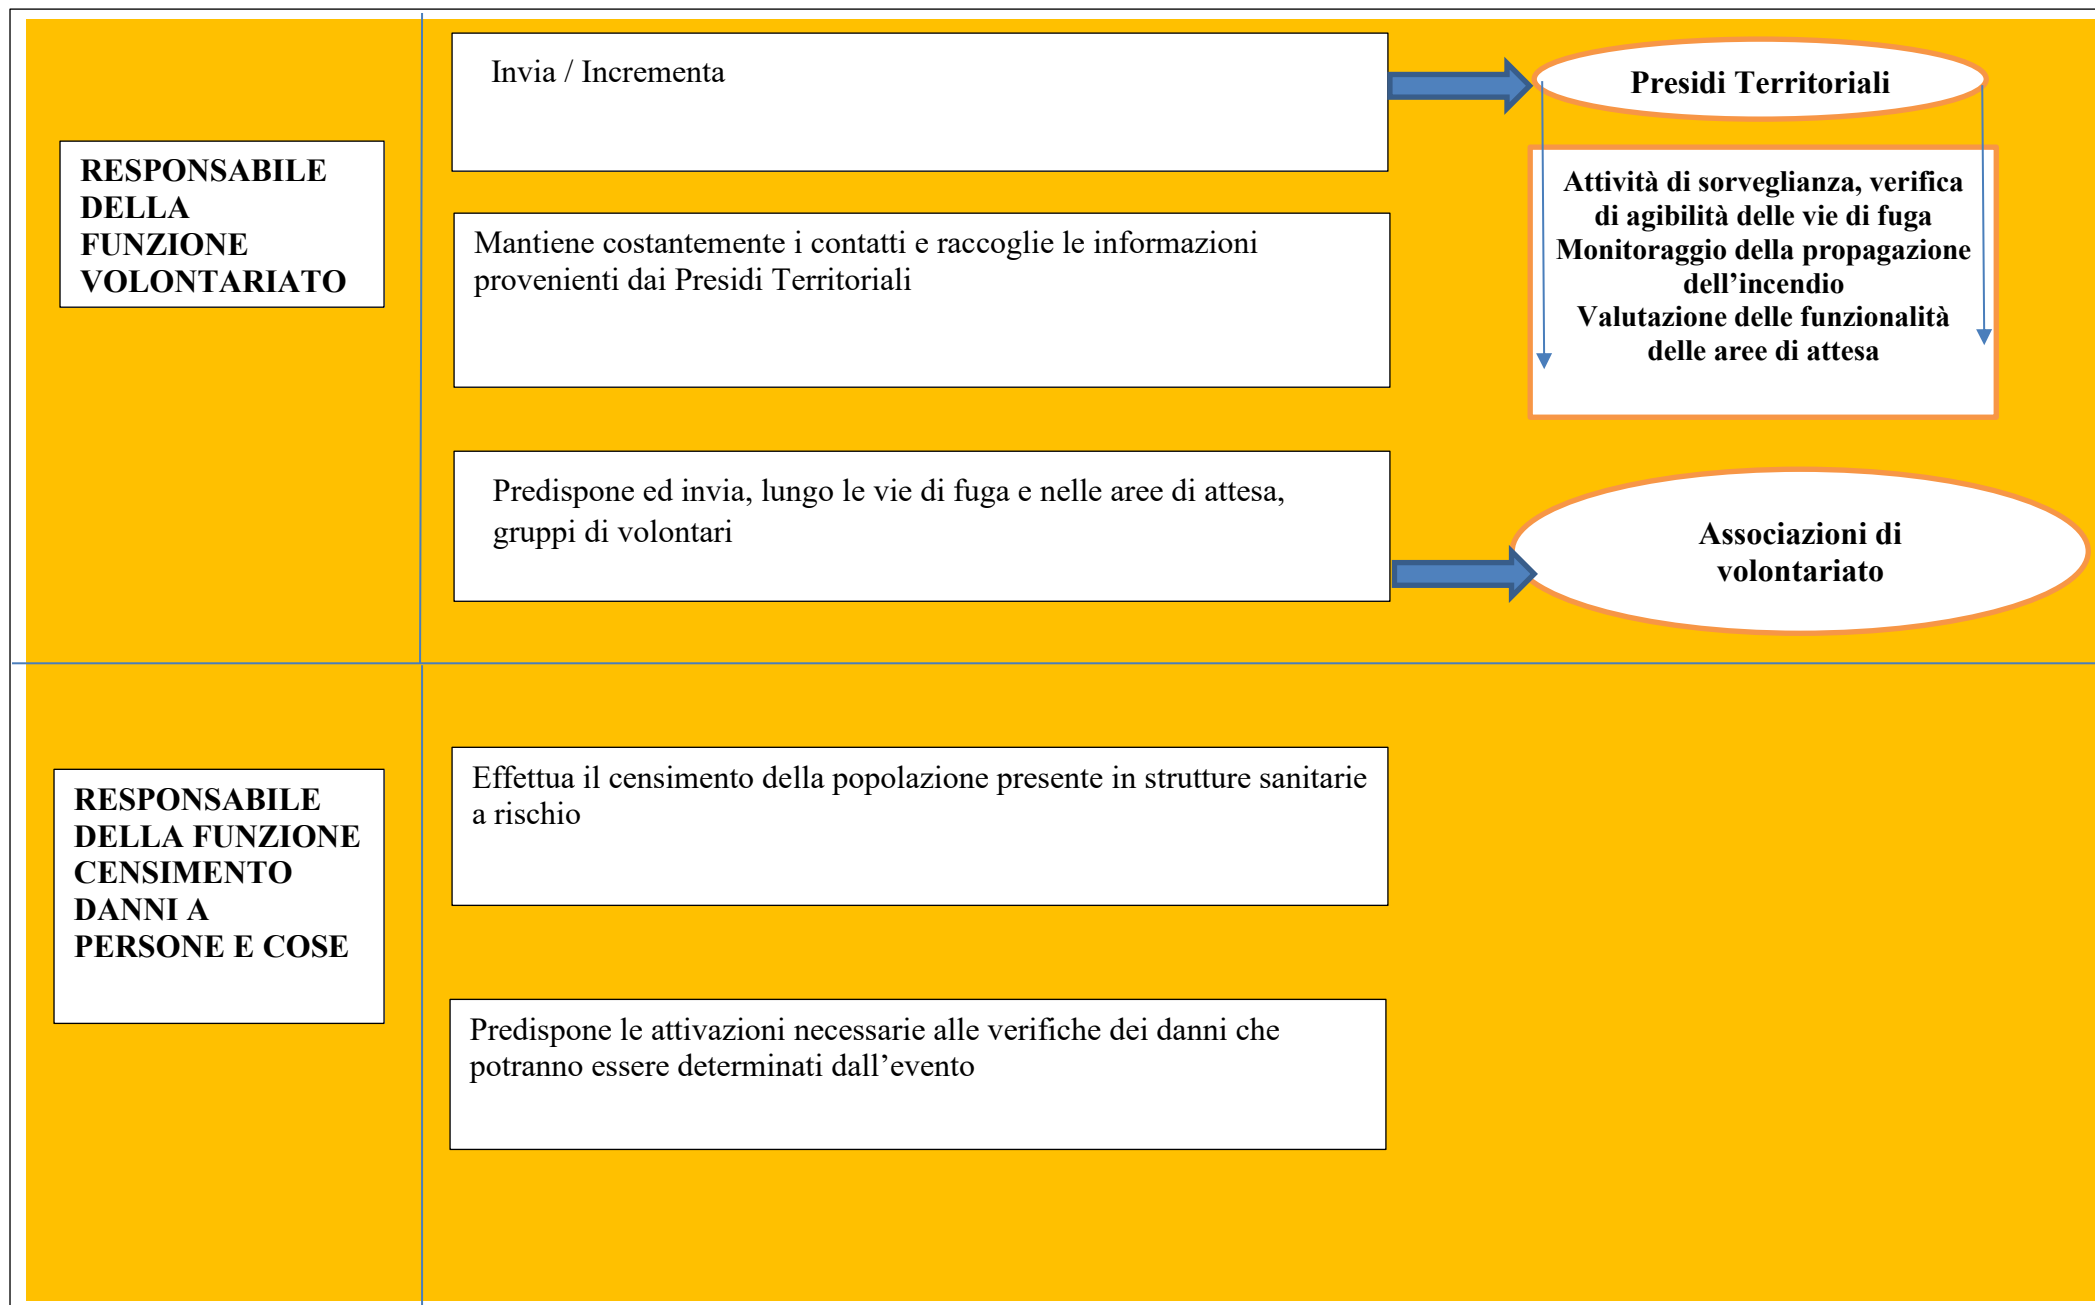 RESPONSABILE
DELLA
FUNZIONE
VOLONTARIATO
Invia / Incrementa
Presidi Territoriali
Attività di sorveglianza, verifica
di agibilità delle vie di fuga
Monitoraggio della propagazione
dell’incendio
Valutazione delle funzionalità
delle aree di attesa
Mantiene costantemente i contatti e raccoglie le informazioni
provenienti dai Presidi Territoriali
Predispone ed invia, lungo le vie di fuga e nelle aree di attesa,
gruppi di volontari
Associazioni di
volontariato
RESPONSABILE
DELLA FUNZIONE
CENSIMENTO
DANNI A
PERSONE E COSE
Effettua il censimento della popolazione presente in strutture sanitarie
a rischio
Predispone le attivazioni necessarie alle verifiche dei danni che
potranno essere determinati dall’evento